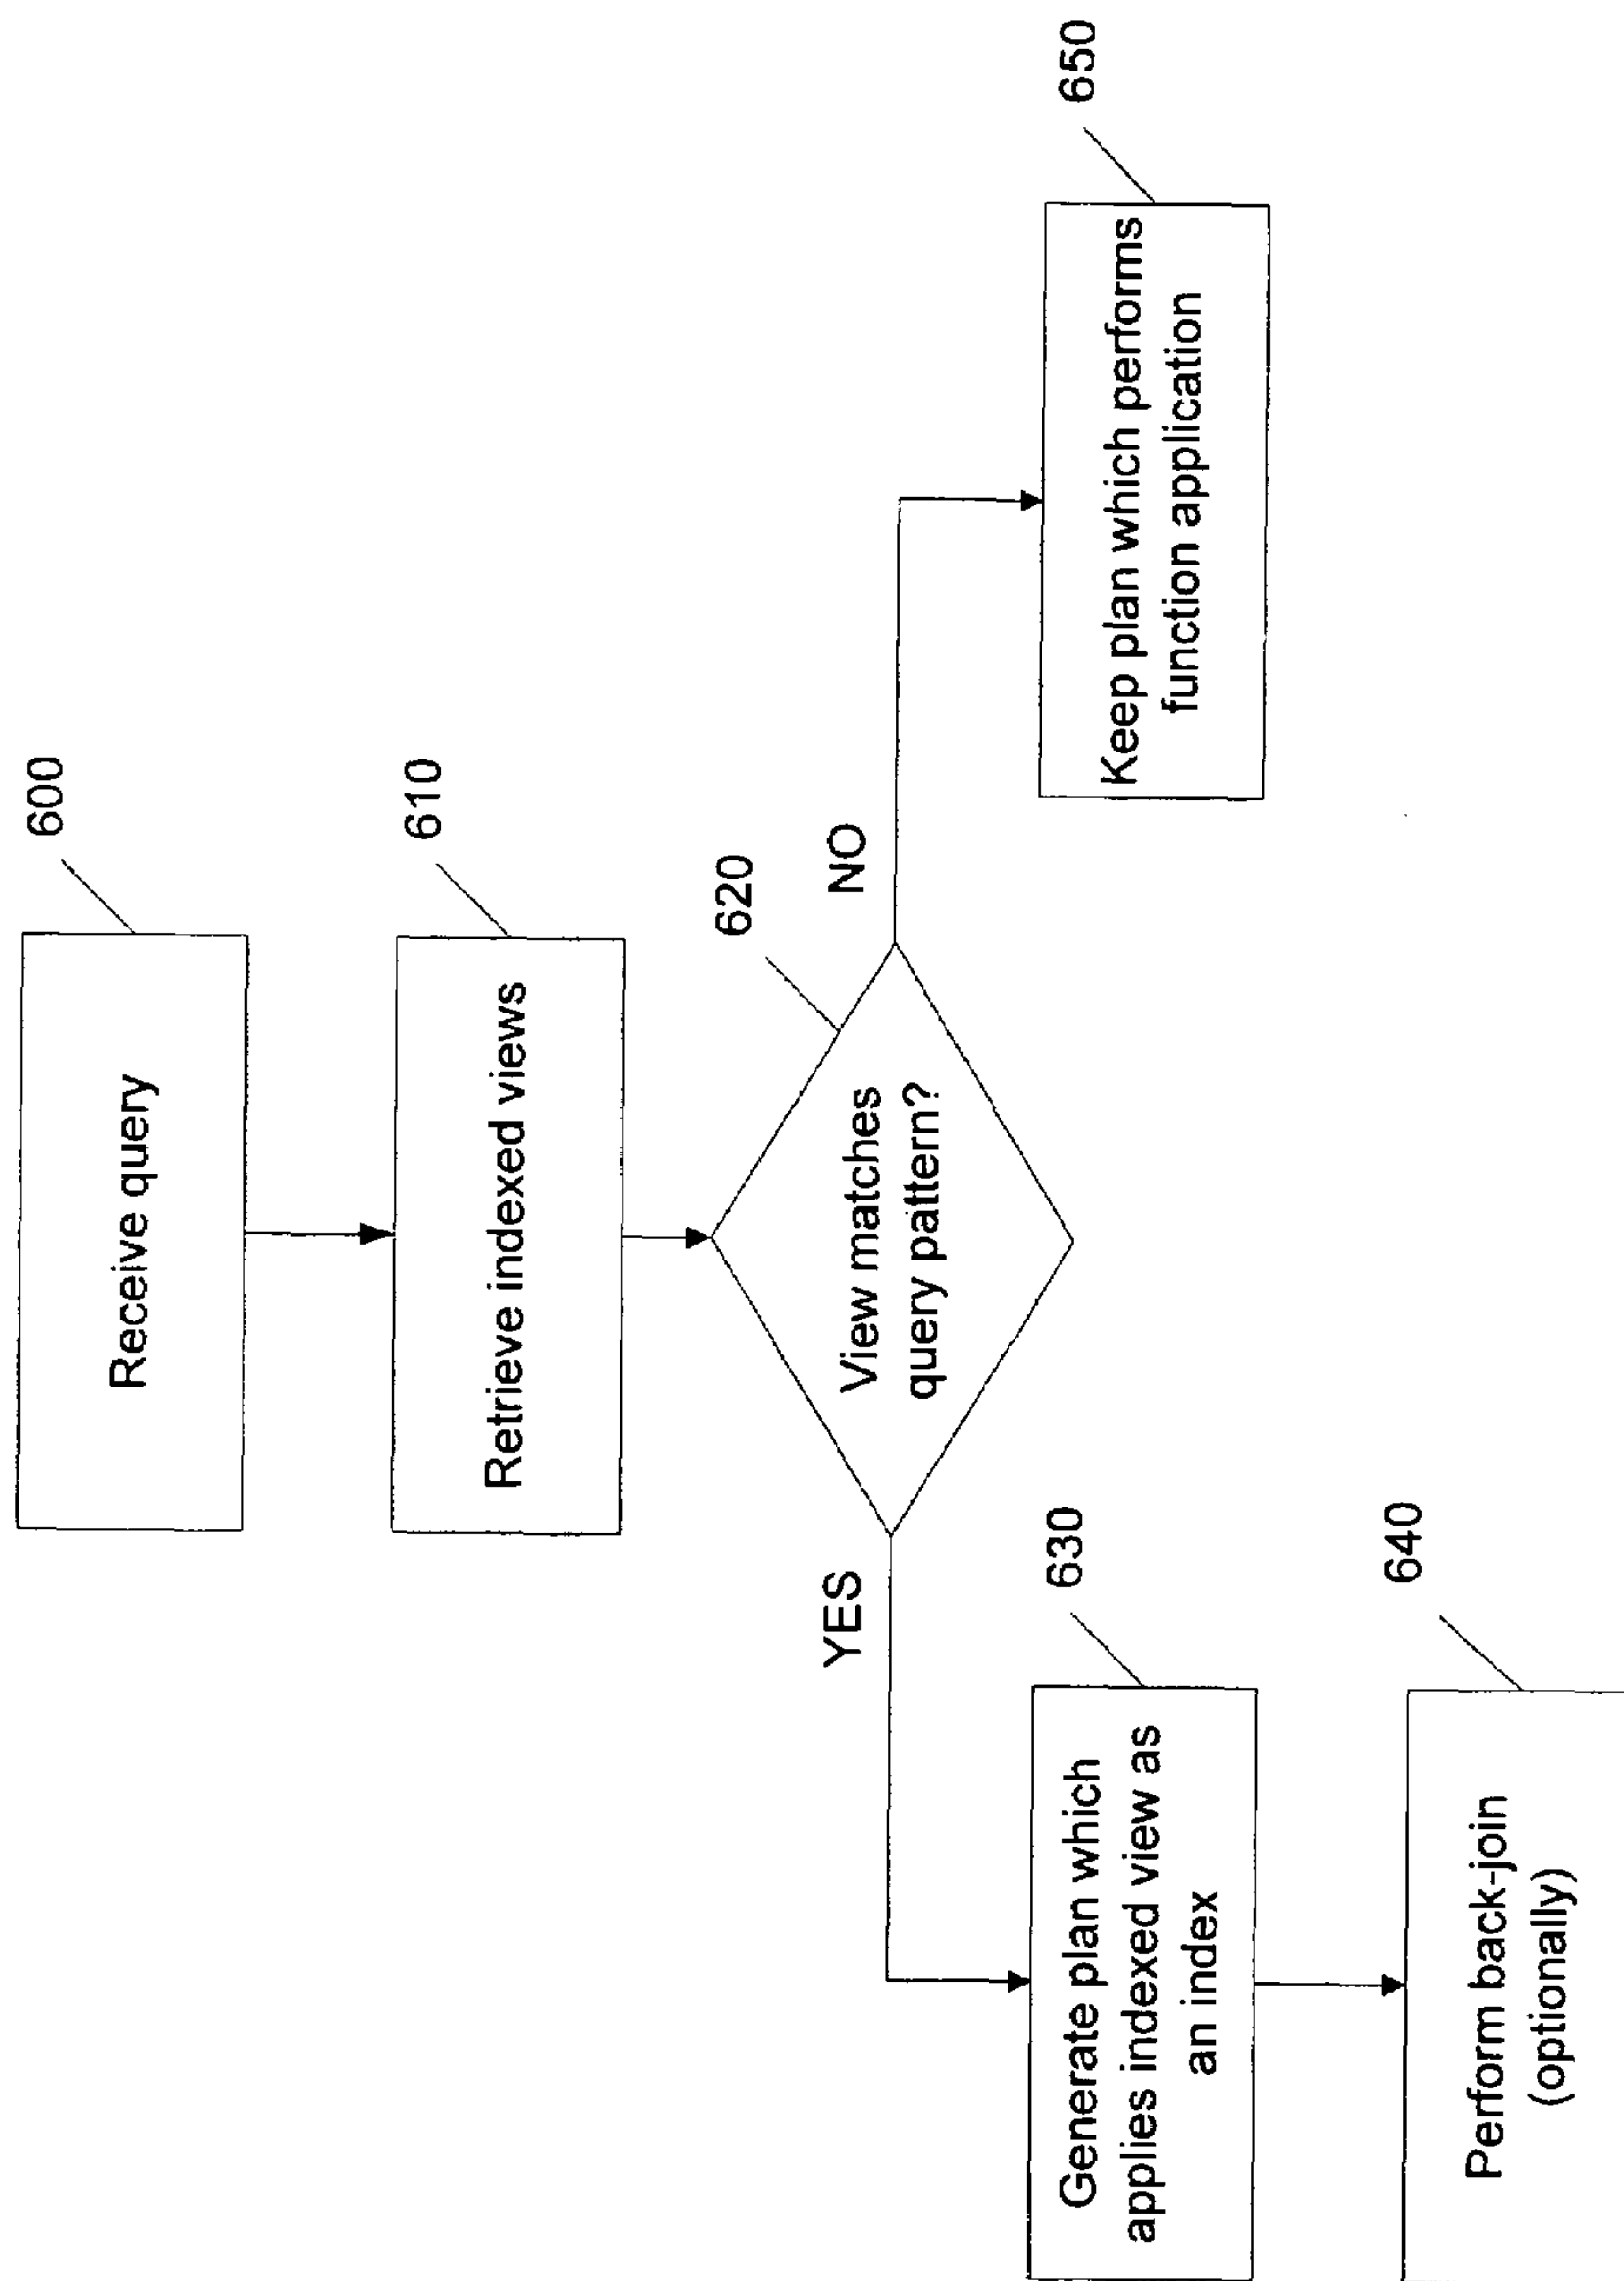 600
Receive query
610
Retrieve indexed views
620
View matches
query pattern?
YES
NO
630
Generate plan which
applies indexed view as
an index
640
Perform back-join
(optionally)
650
Keep plan which performs
function application